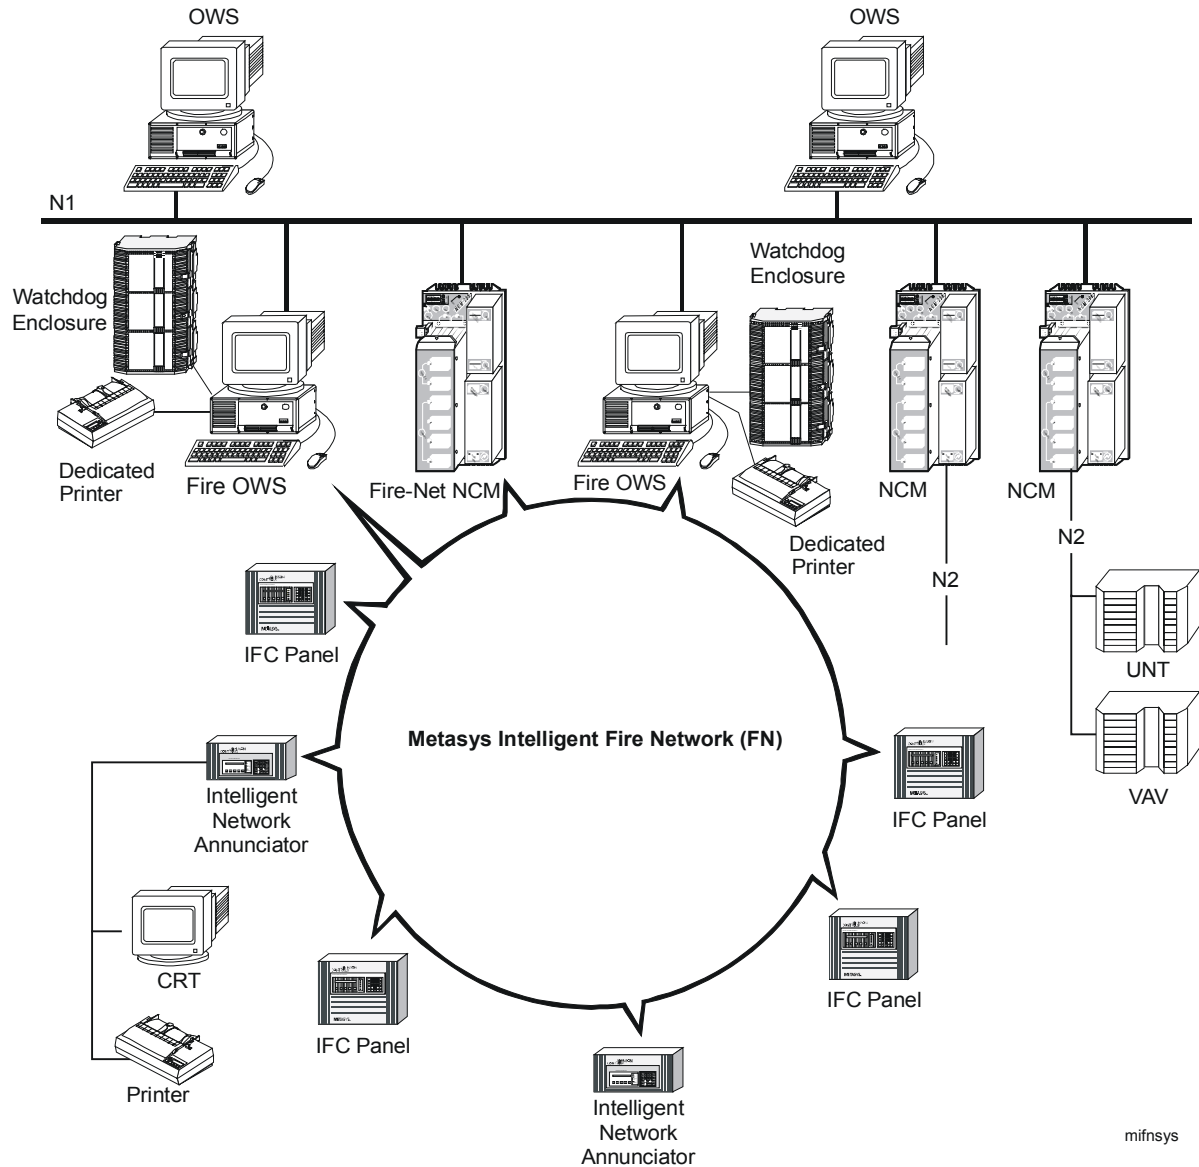 OWS
OWS
N1
Watchdog
Enclosure
Watchdog
Enclosure
Dedicated
Printer
Fire OWS
Fire-Net NCM
Fire OWS
NCM
NCM
Dedicated
Printer
N2
N2
IFC Panel
UNT
Metasys Intelligent Fire Network (FN)
VAV
IFC Panel
Intelligent
Network
Annunciator
CRT
IFC Panel
IFC Panel
Printer
Intelligent
Network
Annunciator
mifnsys